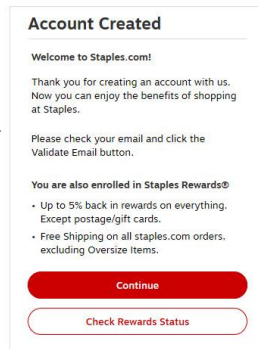 Account Created
Welcome to Staples.com!
Thank you for creating an account with us.
Now you can enjoy the benefits of shopping
at Staples.
Please check your email and click the
Validate Email button.
You are also enrolled in Staples Rewards®
• Up to 5% back in rewards on everything.
Except postage/gift cards.
• Free Shipping on all staples.com orders,
excluding Oversize Items.
Continue
Check Rewards Status